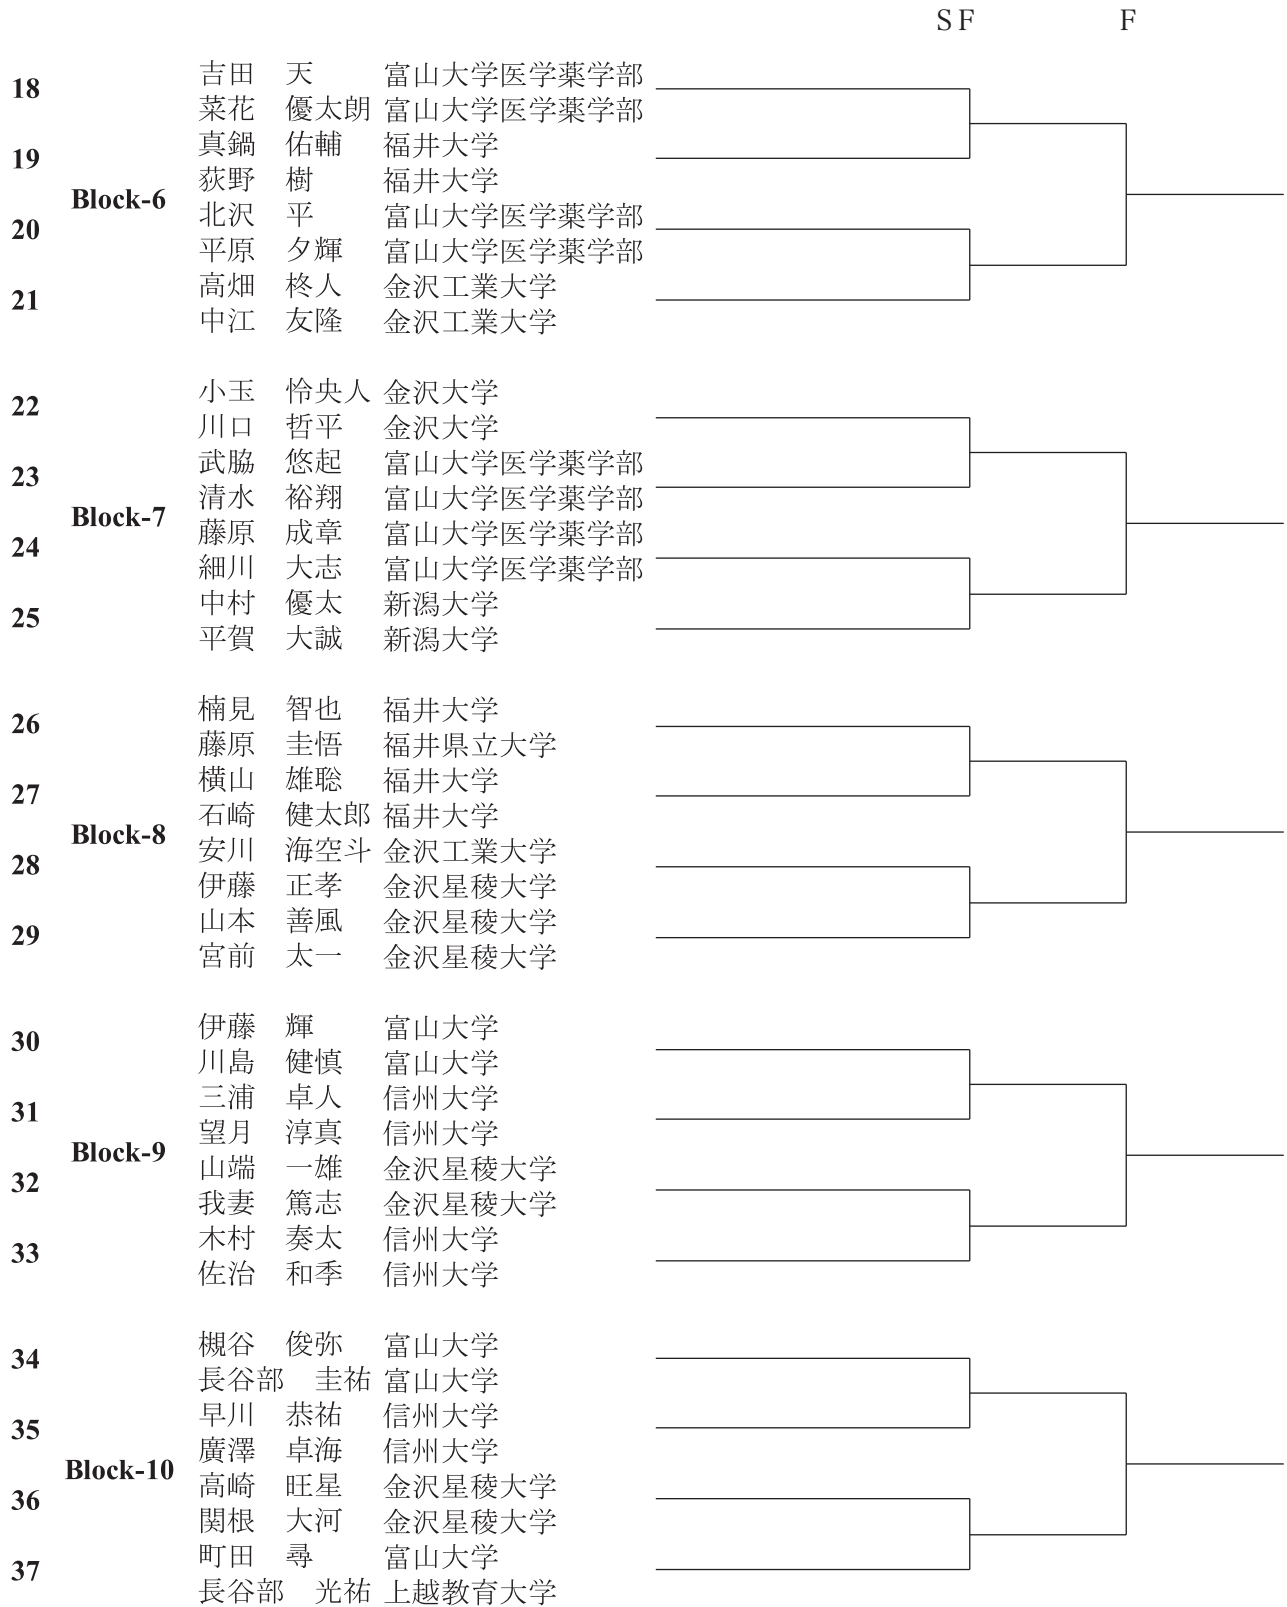 SF F
吉田 天 富山大学医学薬学部
18
菜花 優太朗 富山大学医学薬学部
真鍋 佑輔 福井大学
19
荻野 樹 福井大学
Block-6
北沢 平 富山大学医学薬学部
20
平原 夕輝 富山大学医学薬学部
高畑 柊人 金沢工業大学
21
中江 友隆 金沢工業大学
小玉 怜央人 金沢大学
22
川口 哲平 金沢大学
武脇 悠起 富山大学医学薬学部
23
清水 裕翔 富山大学医学薬学部
Block-7
藤原 成章 富山大学医学薬学部
24
細川 大志 富山大学医学薬学部
中村 優太 新潟大学
25
平賀 大誠 新潟大学
楠見 智也 福井大学
26
藤原 圭悟 福井県立大学
横山 雄聡 福井大学
27
石崎 健太郎 福井大学
Block-8
安川 海空斗 金沢工業大学
28
伊藤 正孝 金沢星稜大学
山本 善風 金沢星稜大学
29
宮前 太一 金沢星稜大学
伊藤 輝 富山大学
30
川島 健慎 富山大学
三浦 卓人 信州大学
31
望月 淳真 信州大学
Block-9
山端 一雄 金沢星稜大学
32
我妻 篤志 金沢星稜大学
木村 奏太 信州大学
33
佐治 和季 信州大学
槻谷 俊弥 富山大学
34
長谷部 圭祐 富山大学
早川 恭祐 信州大学
35
廣澤 卓海 信州大学
Block-10
高崎 旺星 金沢星稜大学
36
関根 大河 金沢星稜大学
町田 尋 富山大学
37
長谷部 光祐 上越教育大学